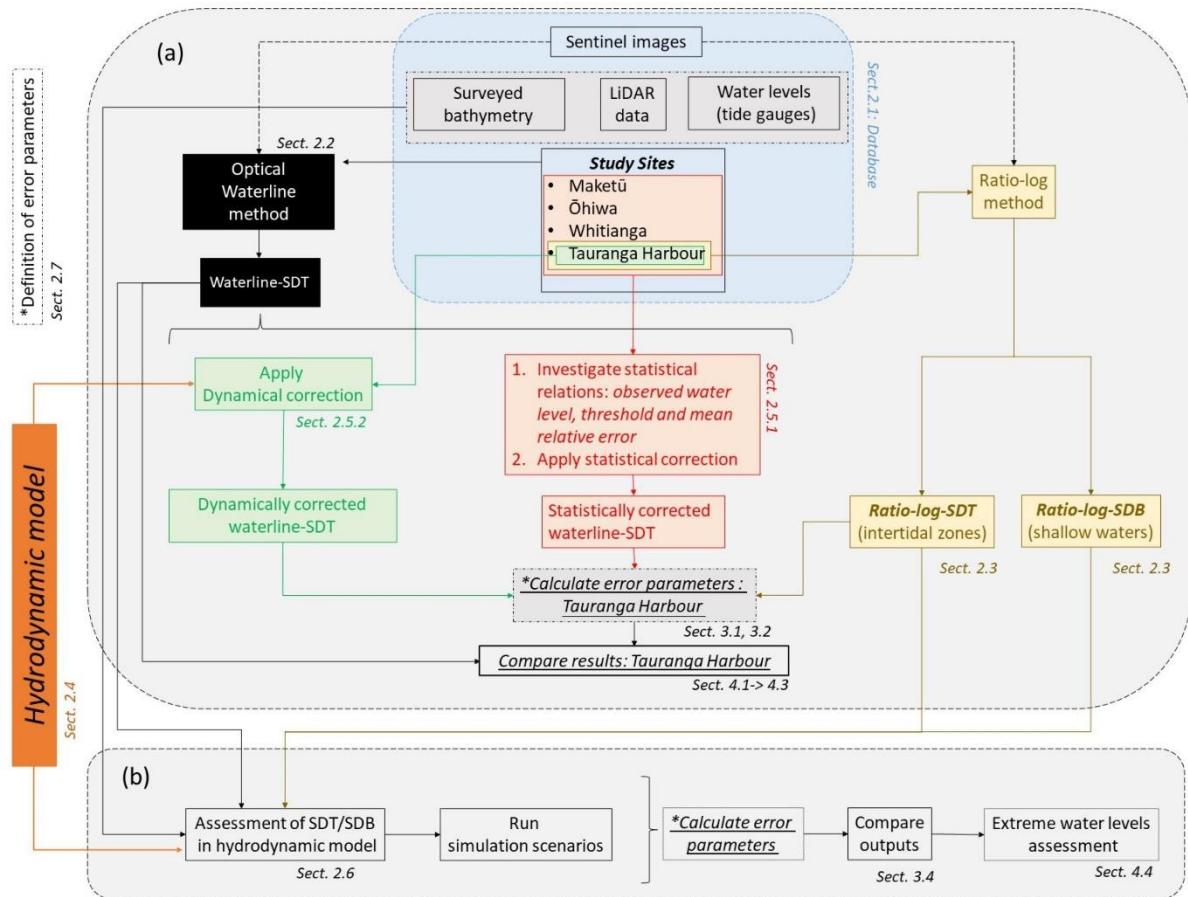 (a)
Sentinel images
Surveyed
bathymetry
LiDAR
data
Water levels
(tide gauges)
Sect.2.1: Database
*Definition of error parameters
Sect. 2.7
Sect. 2.2
Optical
Waterline
method
Study Sites
• Maketū
• Ōhiwa
• Whitianga
• Tauranga Harbour
Ratio-log
method
Waterline-SDT
Apply
Dynamical correction
Sect. 2.5.2
1. Investigate statistical
relations: observed water
level, threshold and mean
relative error
2. Apply statistical correction
Sect. 2.5.1
Dynamically corrected
waterline-SDT
Statistically corrected
waterline-SDT
Ratio-log-SDT
(intertidal zones)
Sect. 2.3
Ratio-log-SDB
(shallow waters)
Sect. 2.3
*Calculate error parameters :
Tauranga Harbour
Sect. 3.1, 3.2
Compare results: Tauranga Harbour
Sect. 4.1-> 4.3
Hydrodynamic model
Sect. 2.4
(b)
Assessment of SDT/SDB
in hydrodynamic model
Sect. 2.6
Run
simulation scenarios
*Calculate error
parameters
Compare
outputs
Sect. 3.4
Extreme water levels
assessment
Sect. 4.4